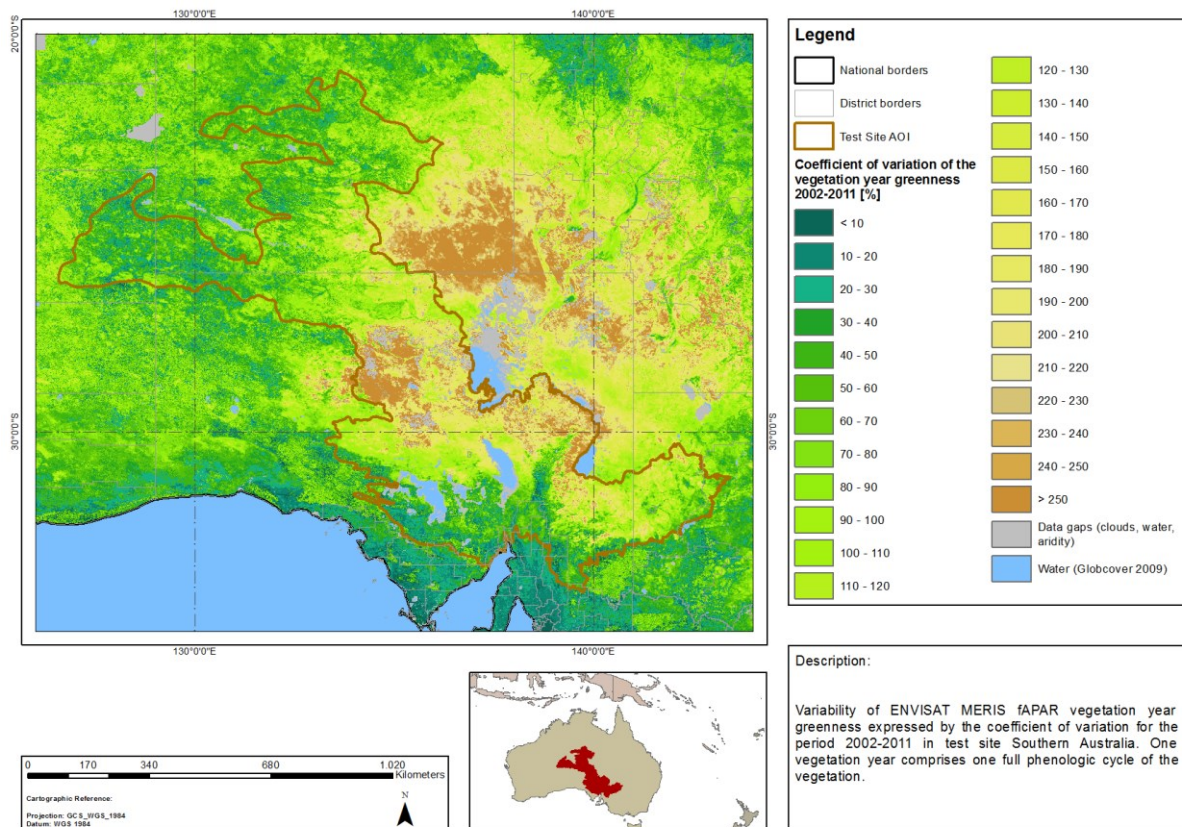 130°0'0"E
140°0'0"E
20°0'0"S
30°0'0"S
30°0'0"S
130°0'0"E
140°0'0"E
Legend
National borders
District borders
Test Site AOI
Coefficient of variation of the
vegetation year greenness
2002-2011 [%]
< 10
10 - 20
20 - 30
30 - 40
40 - 50
50 - 60
60 - 70
70 - 80
80 - 90
90 - 100
100 - 110
110 - 120
120 - 130
130 - 140
140 - 150
150 - 160
160 - 170
170 - 180
180 - 190
190 - 200
200 - 210
210 - 220
220 - 230
230 - 240
240 - 250
> 250
Data gaps (clouds, water,
aridity)
Water (Globcover 2009)
0 170 340 680 1.020
Kilometers
Cartographic Reference:
Projection: GCS_WGS_1984
Datum: WGS 1984
N
Description:
Variability of ENVISAT MERIS fAPAR vegetation year
greenness expressed by the coefficient of variation for the
period 2002-2011 in test site Southern Australia. One
vegetation year comprises one full phenologic cycle of the
vegetation.